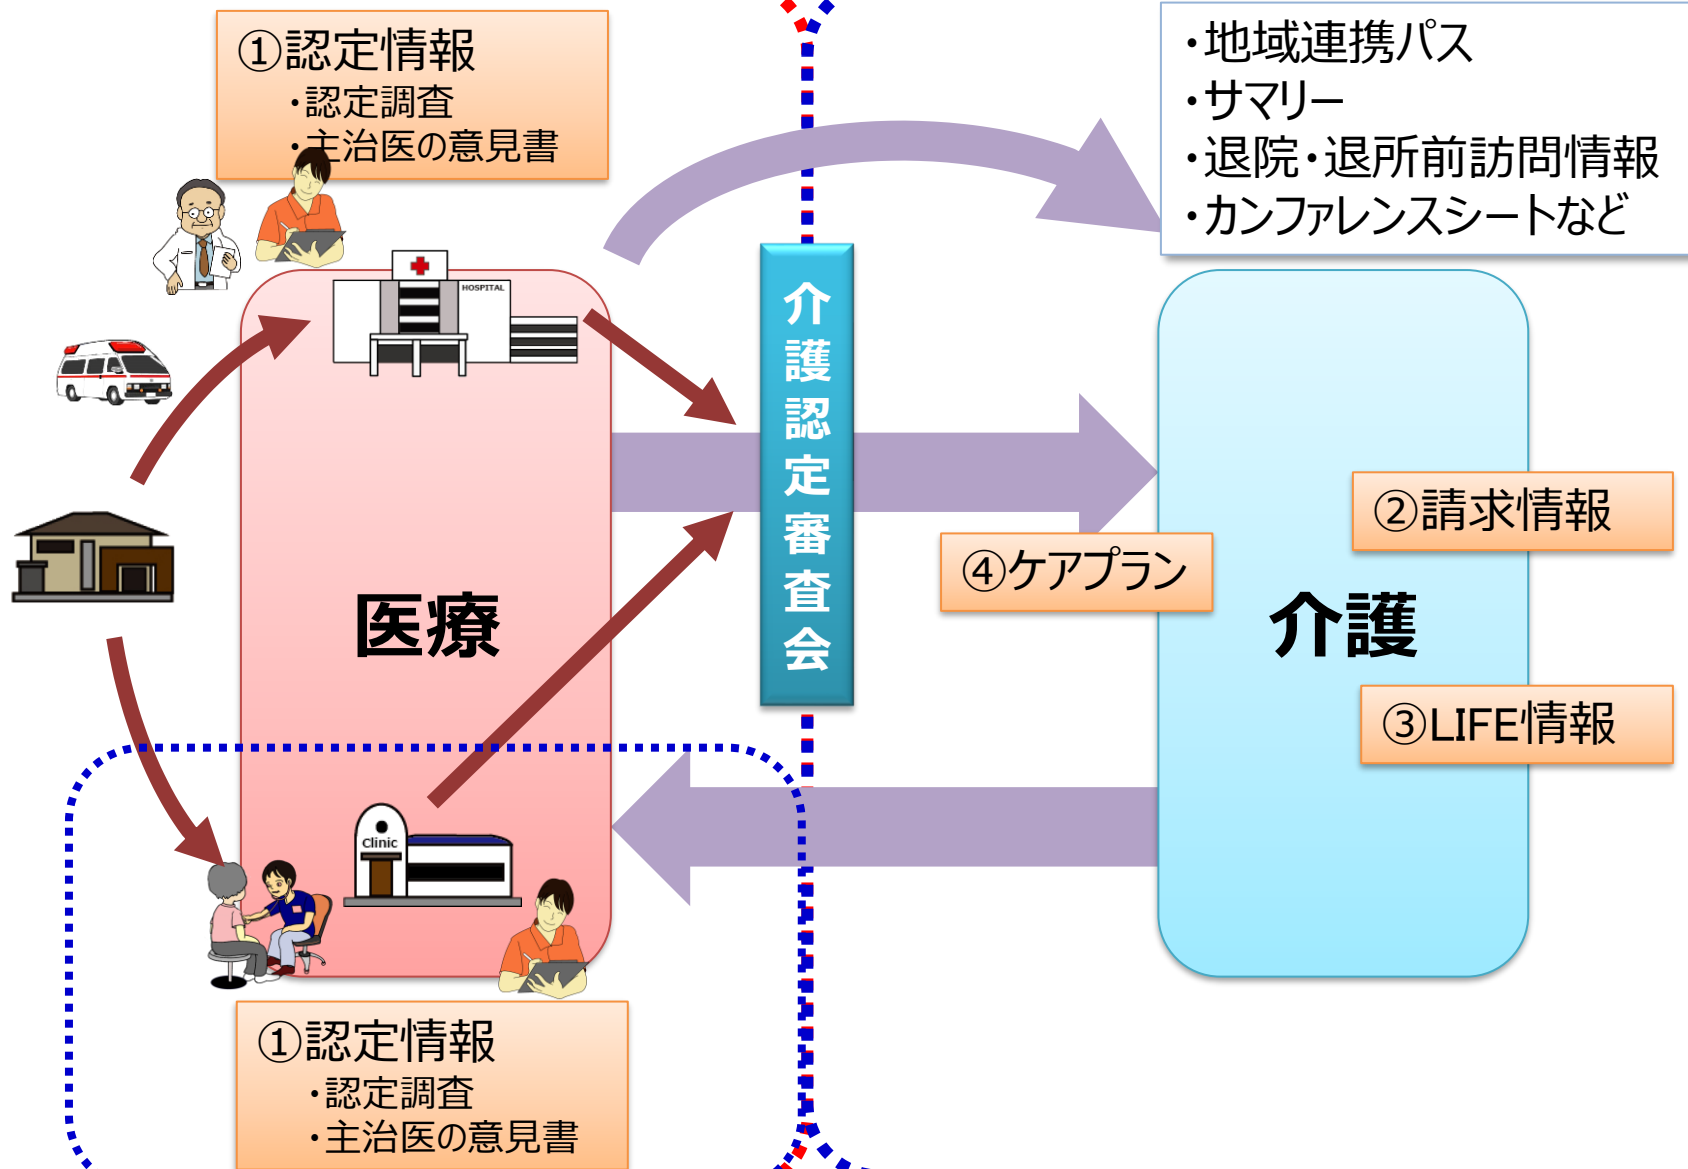 ①認定情報
・認定調査
・主治医の意見書
・地域連携パス
・サマリー
・退院・退所前訪問情報
・カンファレンスシートなど
HOSPITAL
介護認定審査会
②請求情報
④ケアプラン
医療
介護
③LIFE情報
Clinic
①認定情報
・認定調査
・主治医の意見書